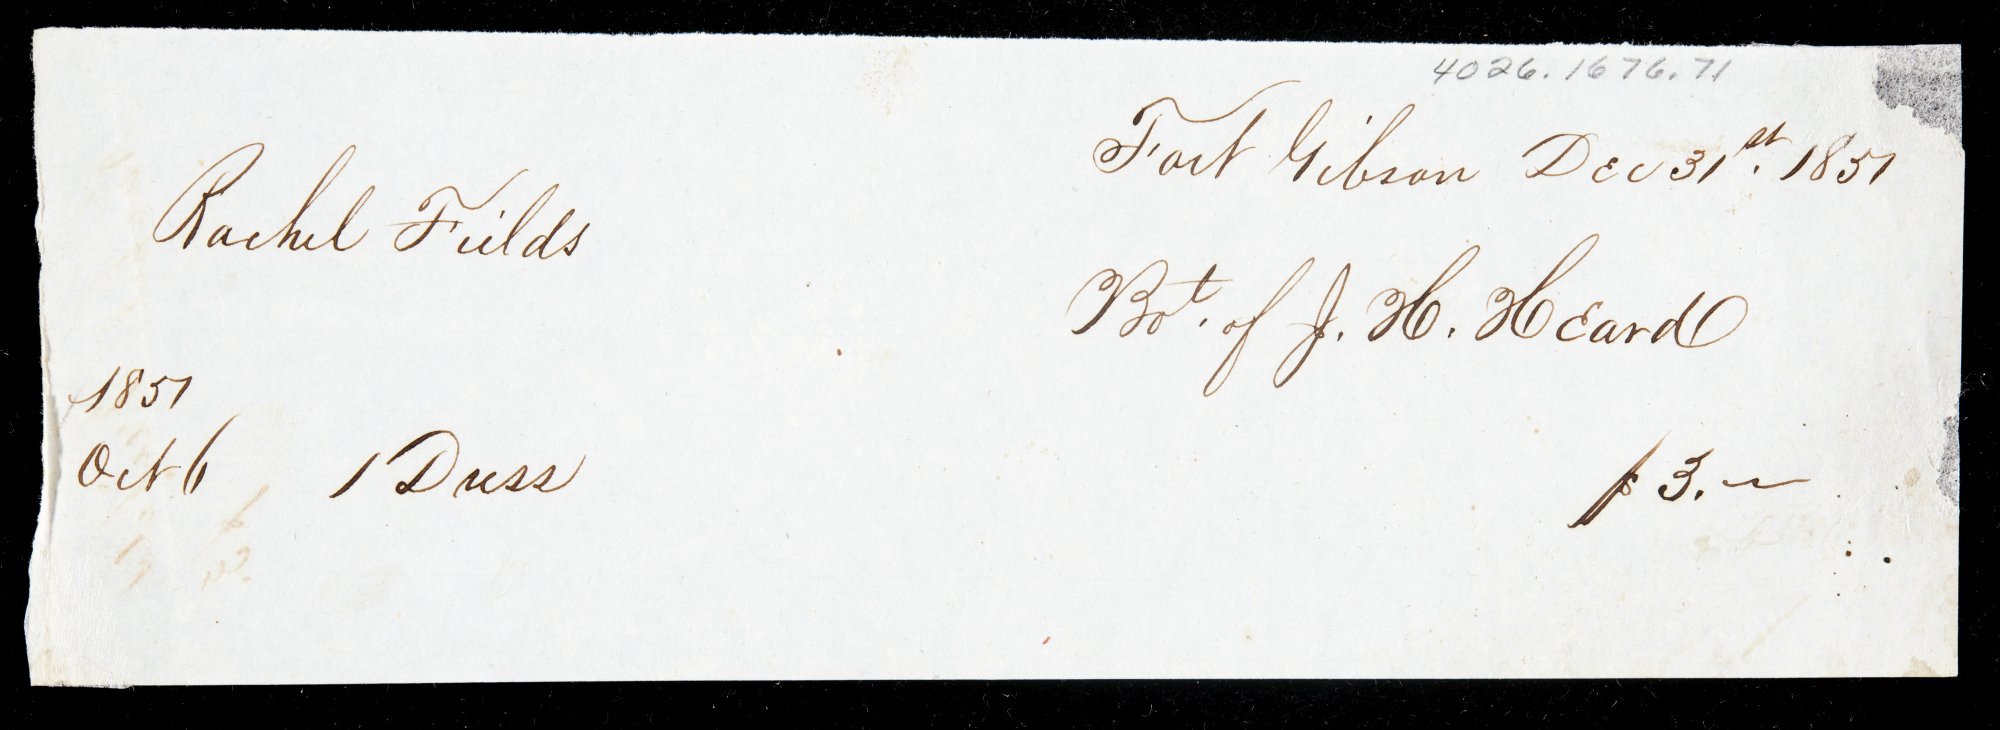 4026.1676.71
Fort Gibson Dec 31st. 1851
Rachel Fields
Bot. of J. H. Heard
1851
Oct 6 1 Dress $3.~